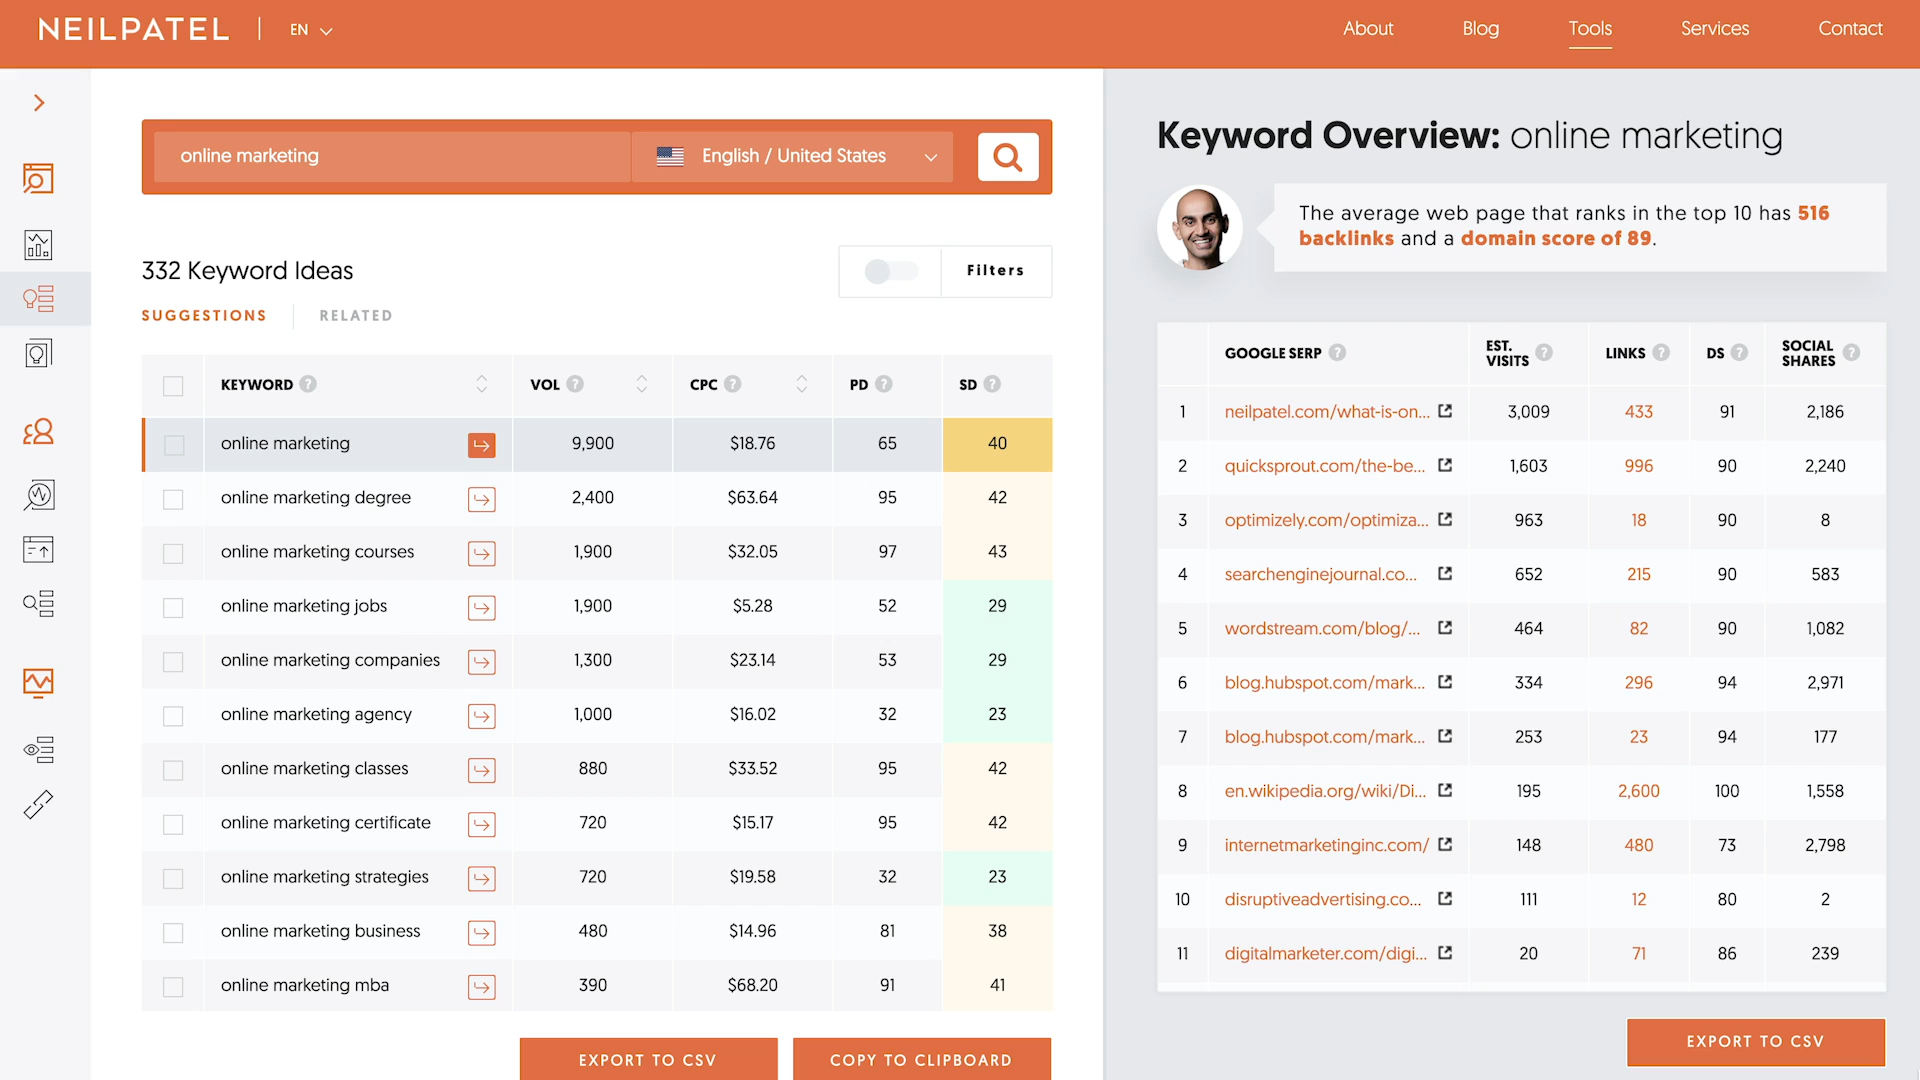 NEILPATEL
EN
About Blog Tools Services Contact
online marketing
English / United States
332 Keyword Ideas
Filters
SUGGESTIONS RELATED
KEYWORD ? VOL ? CPC ? PD ? SD ?
online marketing 9,900 $18.76 65 40
online marketing degree 2,400 $63.64 95 42
online marketing courses 1,900 $32.05 97 43
online marketing jobs 1,900 $5.28 52 29
online marketing companies 1,300 $23.14 53 29
online marketing agency 1,000 $16.02 32 23
online marketing classes 880 $33.52 95 42
online marketing certificate 720 $15.17 95 42
online marketing strategies 720 $19.58 32 23
online marketing business 480 $14.96 81 38
online marketing mba 390 $68.20 91 41
EXPORT TO CSV COPY TO CLIPBOARD
Keyword Overview: online marketing
The average web page that ranks in the top 10 has 516
backlinks and a domain score of 89.
GOOGLE SERP ? EST. VISITS ? LINKS ? DS ? SOCIAL SHARES ?
1 neilpatel.com/what-is-on... 3,009 433 91 2,186
2 quicksprout.com/the-be... 1,603 996 90 2,240
3 optimizely.com/optimiza... 963 18 90 8
4 searchenginejournal.co... 652 215 90 583
5 wordstream.com/blog/... 464 82 90 1,082
6 blog.hubspot.com/mark... 334 296 94 2,971
7 blog.hubspot.com/mark... 253 23 94 177
8 en.wikipedia.org/wiki/Di... 195 2,600 100 1,558
9 internetmarketinginc.com/ 148 480 73 2,798
10 disruptiveadvertising.co... 111 12 80 2
11 digitalmarketer.com/digi... 20 71 86 239
EXPORT TO CSV